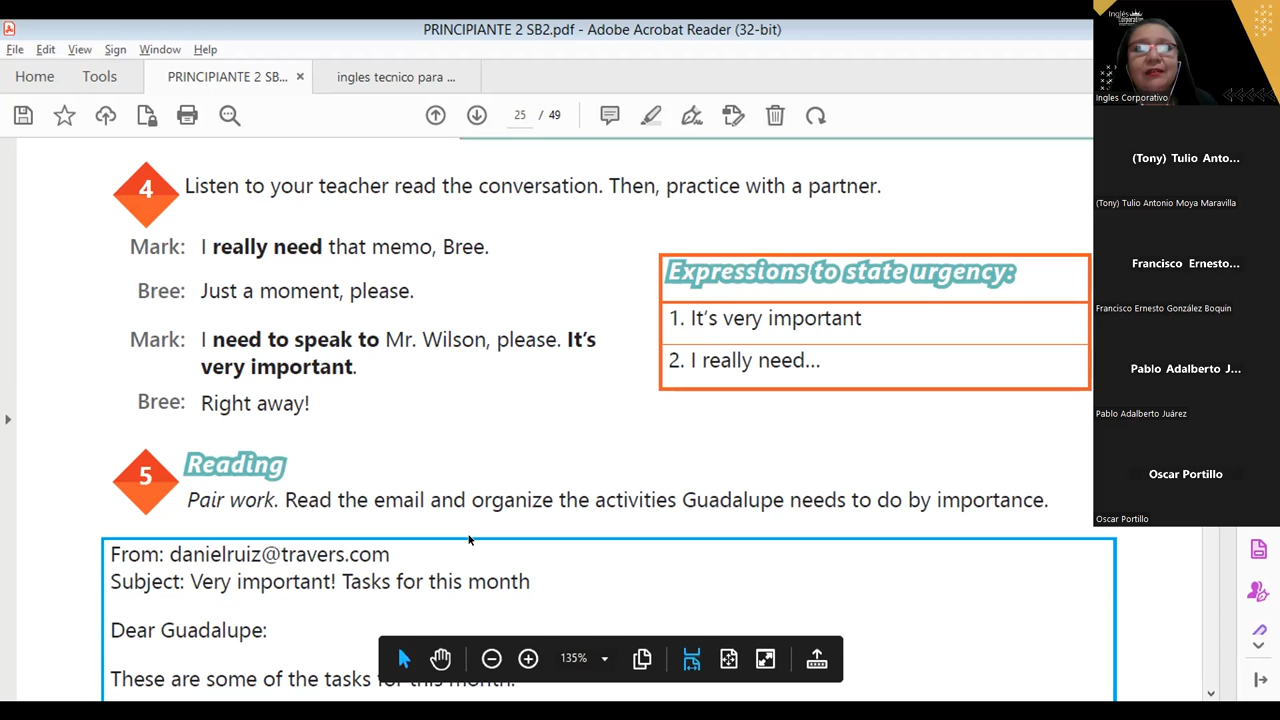 PRINCIPIANTE 2 SB2.pdf - Adobe Acrobat Reader (32-bit)
File Edit View Sign Window Help
Home Tools PRINCIPIANTE 2 SB... × ingles tecnico para ...
25 / 49
4 Listen to your teacher read the conversation. Then, practice with a partner.
Mark: I really need that memo, Bree.
Bree: Just a moment, please.
Mark: I need to speak to Mr. Wilson, please. It's
very important.
Bree: Right away!
Expressions to state urgency:
1. It's very important
2. I really need...
5 Reading
Pair work. Read the email and organize the activities Guadalupe needs to do by importance.
From: danielruiz@travers.com
Subject: Very important! Tasks for this month
Dear Guadalupe:
These are some of the tasks for this month.
135%
Inglés
Corporativo
Ingles Corporativo
(Tony) Tulio Anto...
(Tony) Tulio Antonio Moya Maravilla
Francisco Ernesto...
Francisco Ernesto González Boquin
Pablo Adalberto J...
Pablo Adalberto Juárez
Oscar Portillo
Oscar Portillo